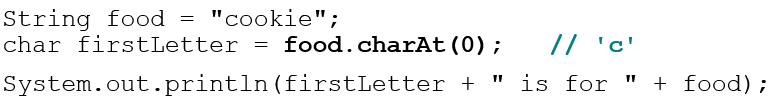 String food = "cookie";
char firstLetter = food.charAt(0);   // 'c'
System.out.println(firstLetter + " is for " + food);